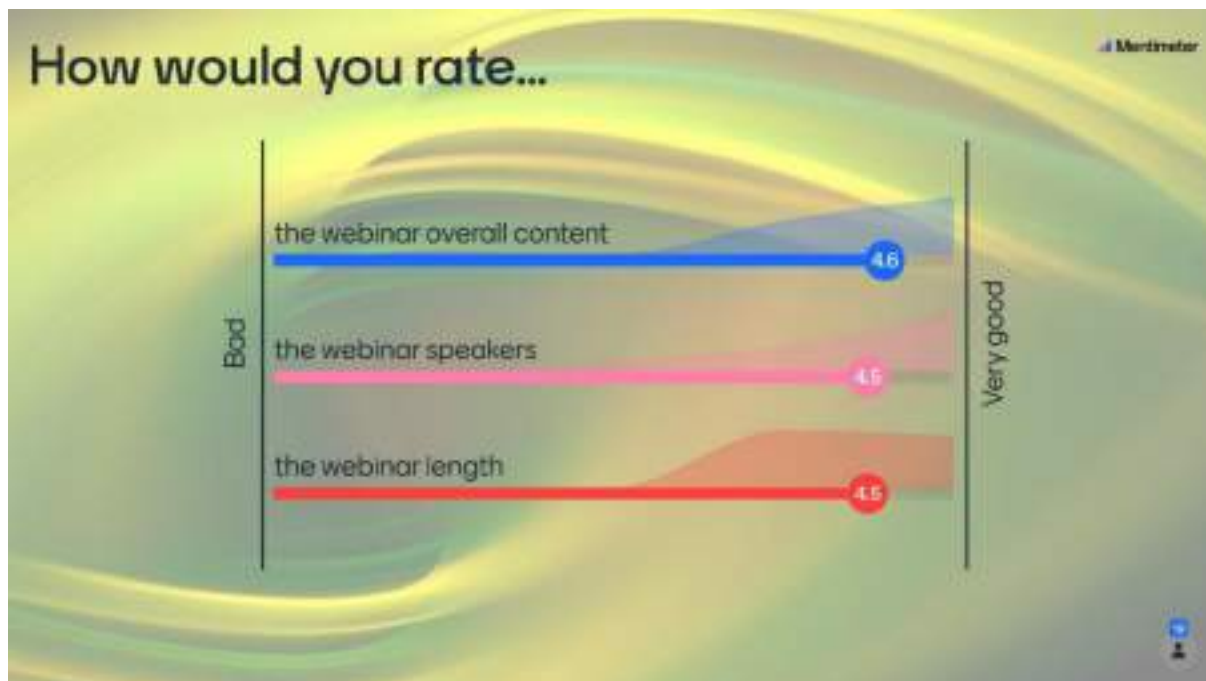 How would you rate...
Mentimeter
the webinar overall content
4.6
Bad
the webinar speakers
4.5
Very good
the webinar length
4.5